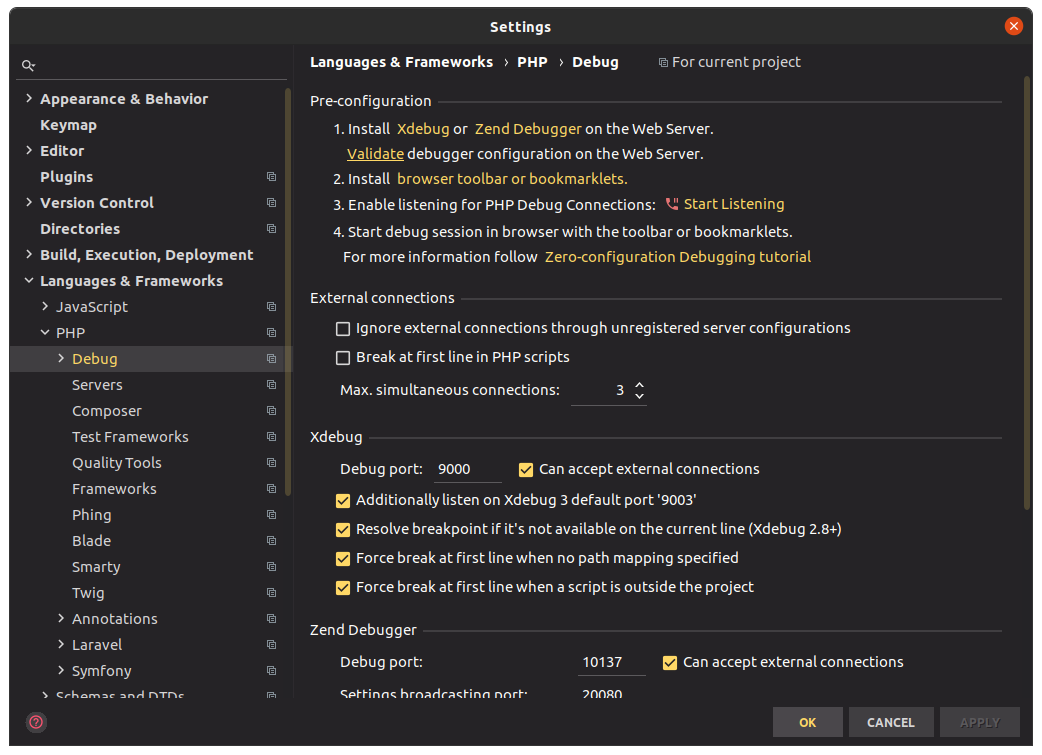 Settings
Appearance & Behavior
Keymap
Editor
Plugins
Version Control
Directories
Build, Execution, Deployment
Languages & Frameworks
JavaScript
PHP
Debug
Servers
Composer
Test Frameworks
Quality Tools
Frameworks
Phing
Blade
Smarty
Twig
Annotations
Laravel
Symfony
Schemas and DTDs
Languages & Frameworks › PHP › Debug For current project
Pre-configuration
1. Install Xdebug or Zend Debugger on the Web Server.
Validate debugger configuration on the Web Server.
2. Install browser toolbar or bookmarklets.
3. Enable listening for PHP Debug Connections: Start Listening
4. Start debug session in browser with the toolbar or bookmarklets.
For more information follow Zero-configuration Debugging tutorial
External connections
Ignore external connections through unregistered server configurations
Break at first line in PHP scripts
Max. simultaneous connections: 3
Xdebug
Debug port: 9000 Can accept external connections
Additionally listen on Xdebug 3 default port '9003'
Resolve breakpoint if it's not available on the current line (Xdebug 2.8+)
Force break at first line when no path mapping specified
Force break at first line when a script is outside the project
Zend Debugger
Debug port: 10137 Can accept external connections
Settings broadcasting port: 20080
?
OK CANCEL APPLY